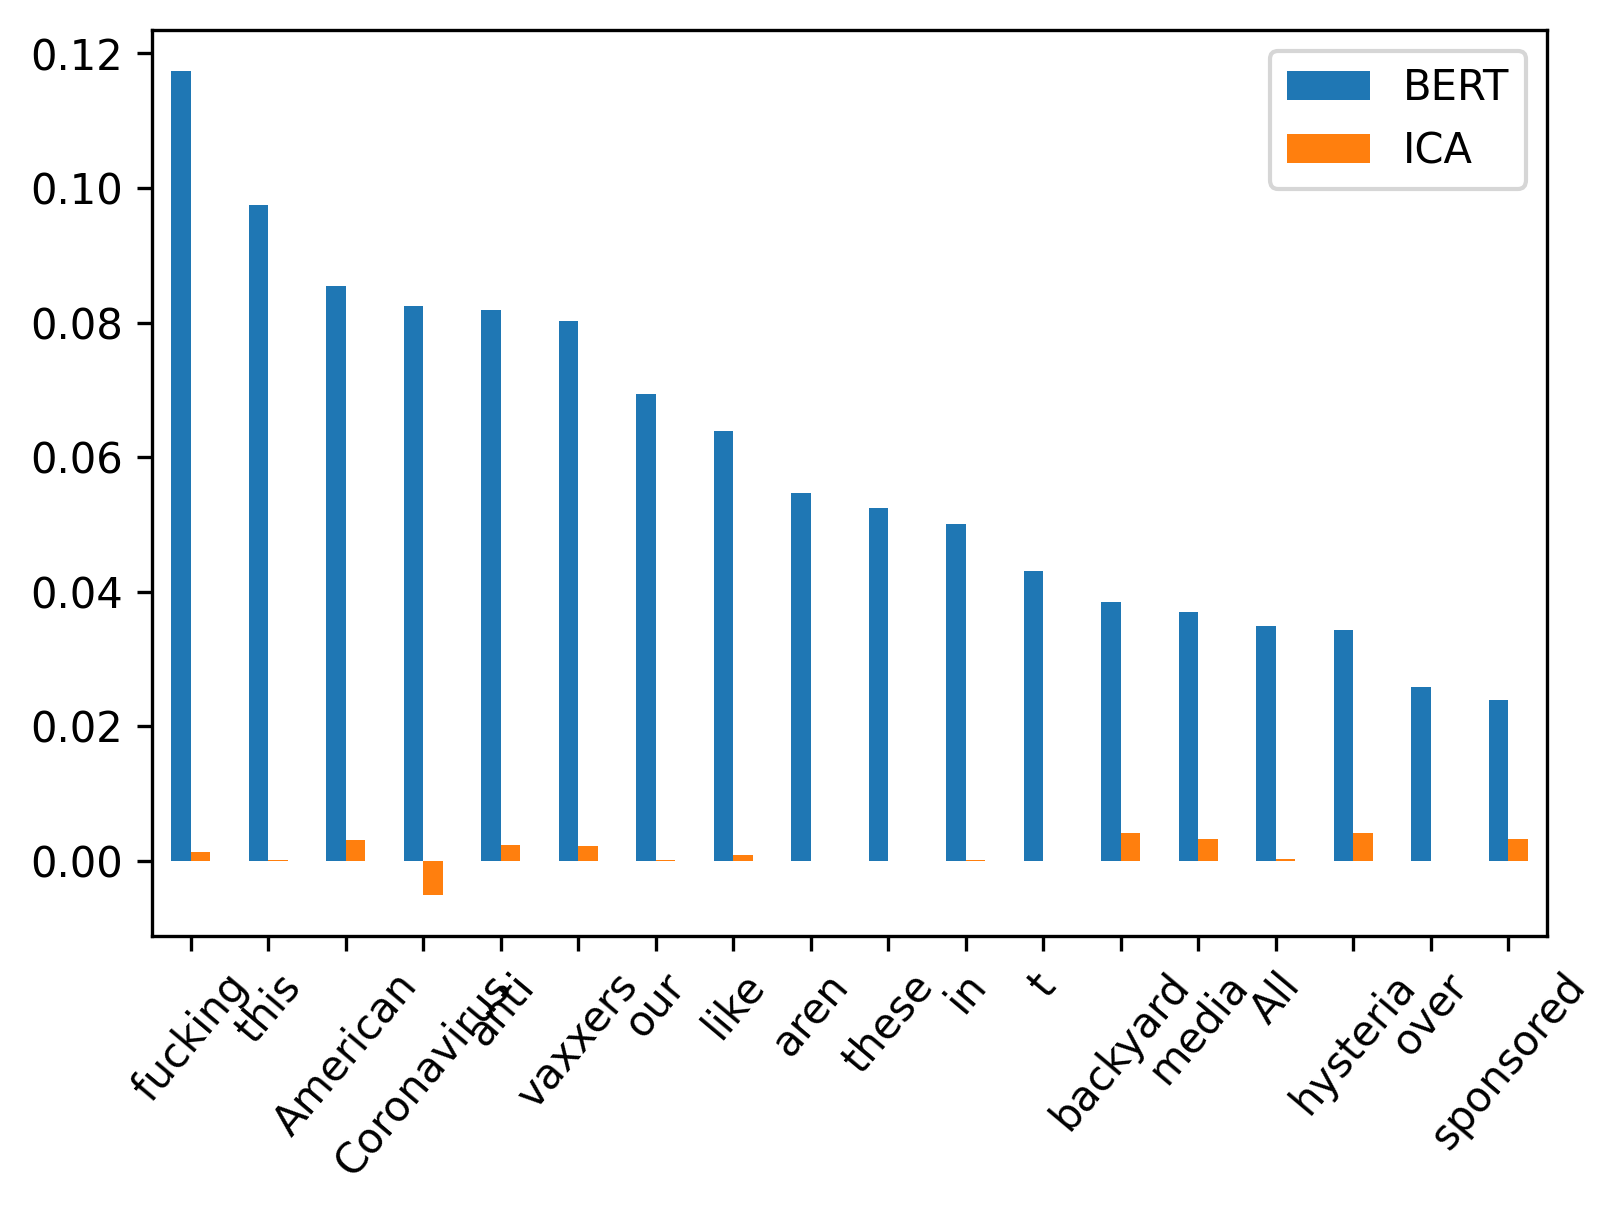 0.12
0.10
0.08
0.06
0.04
0.02
0.00
BERT
ICA
fucking
this
American
Coronavirus
anti
vaxxers
our
like
aren
these
in
t
backyard
media
All
hysteria
over
sponsored